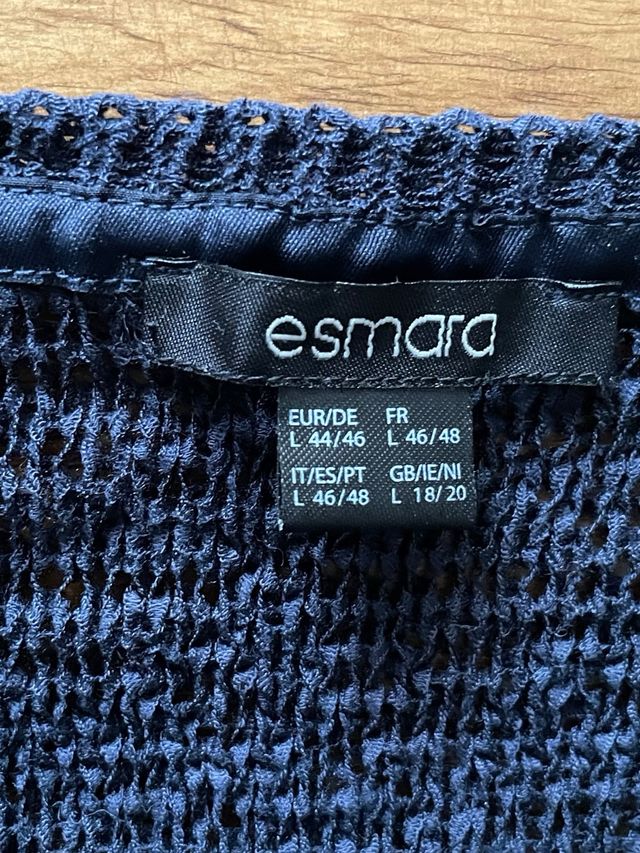 esmara
EUR/DE FR
L 44/46 L 46/48
IT/ES/PT GB/IE/NI
L 46/48 L 18/20